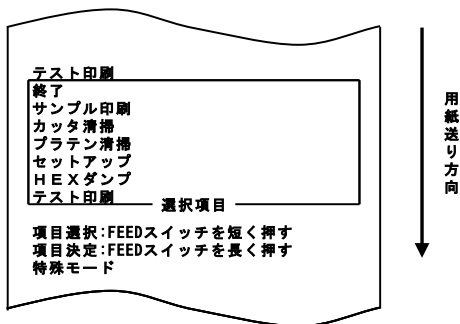 テスト印刷
終了
サンプル印刷
カッタ清掃
プラテン清掃
セットアップ
ＨＥＸダンプ
テスト印刷
選択項目
項目選択:FEEDスイッチを短く押す
項目決定:FEEDスイッチを長く押す
特殊モード
用紙送り方向